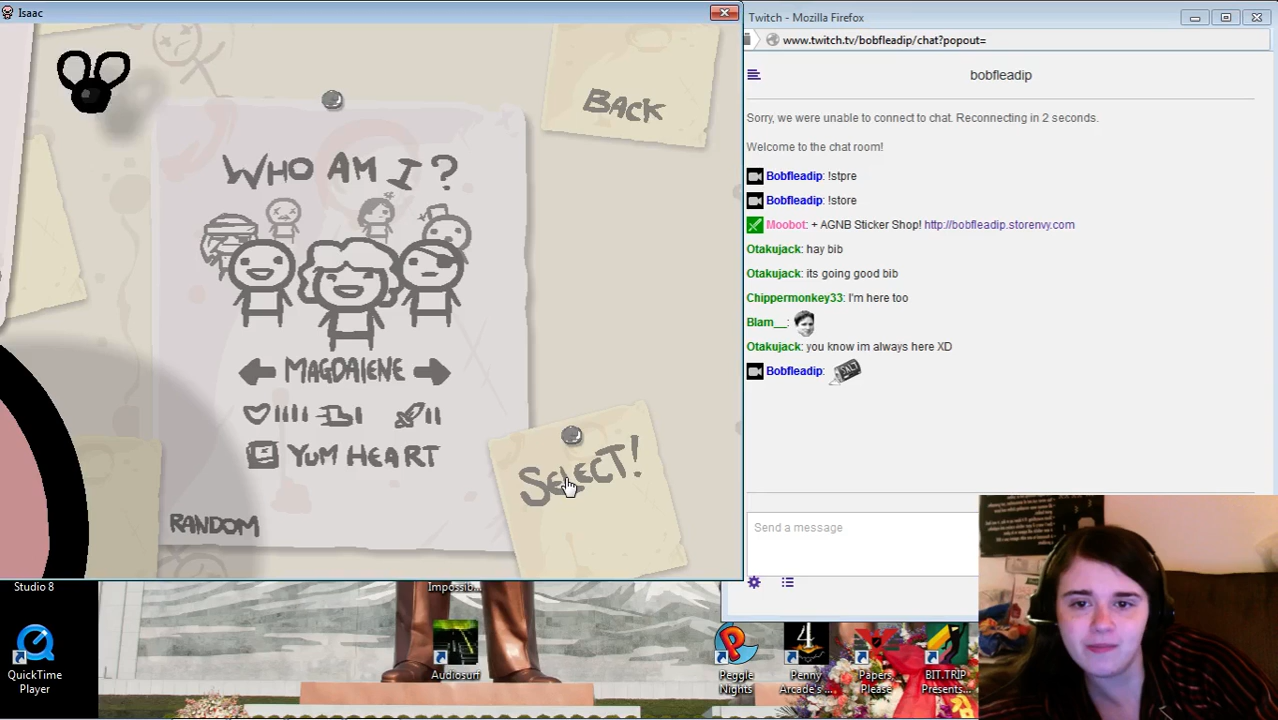 Isaac
BACK
WHO AM I?
MAGDALENE
YUM HEART
RANDOM
SELECT!
Twitch - Mozilla Firefox
www.twitch.tv/bobfleadip/chat?popout=
bobfleadip
Sorry, we were unable to connect to chat. Reconnecting in 2 seconds.
Welcome to the chat room!
Bobfleadip: !stpre
Bobfleadip: !store
Moobot: + AGNB Sticker Shop! http://bobfleadip.storenvy.com
Otakujack: hay bib
Otakujack: its going good bib
Chippermonkey33: I'm here too
Blam__:
Otakujack: you know im always here XD
Bobfleadip:
Send a message
Studio 8
Impossib...
QuickTime
Player
Audiosurf
Peggle
Nights
4
Penny
Arcade's ...
Papers,
Please
BIT.TRIP
Presents...